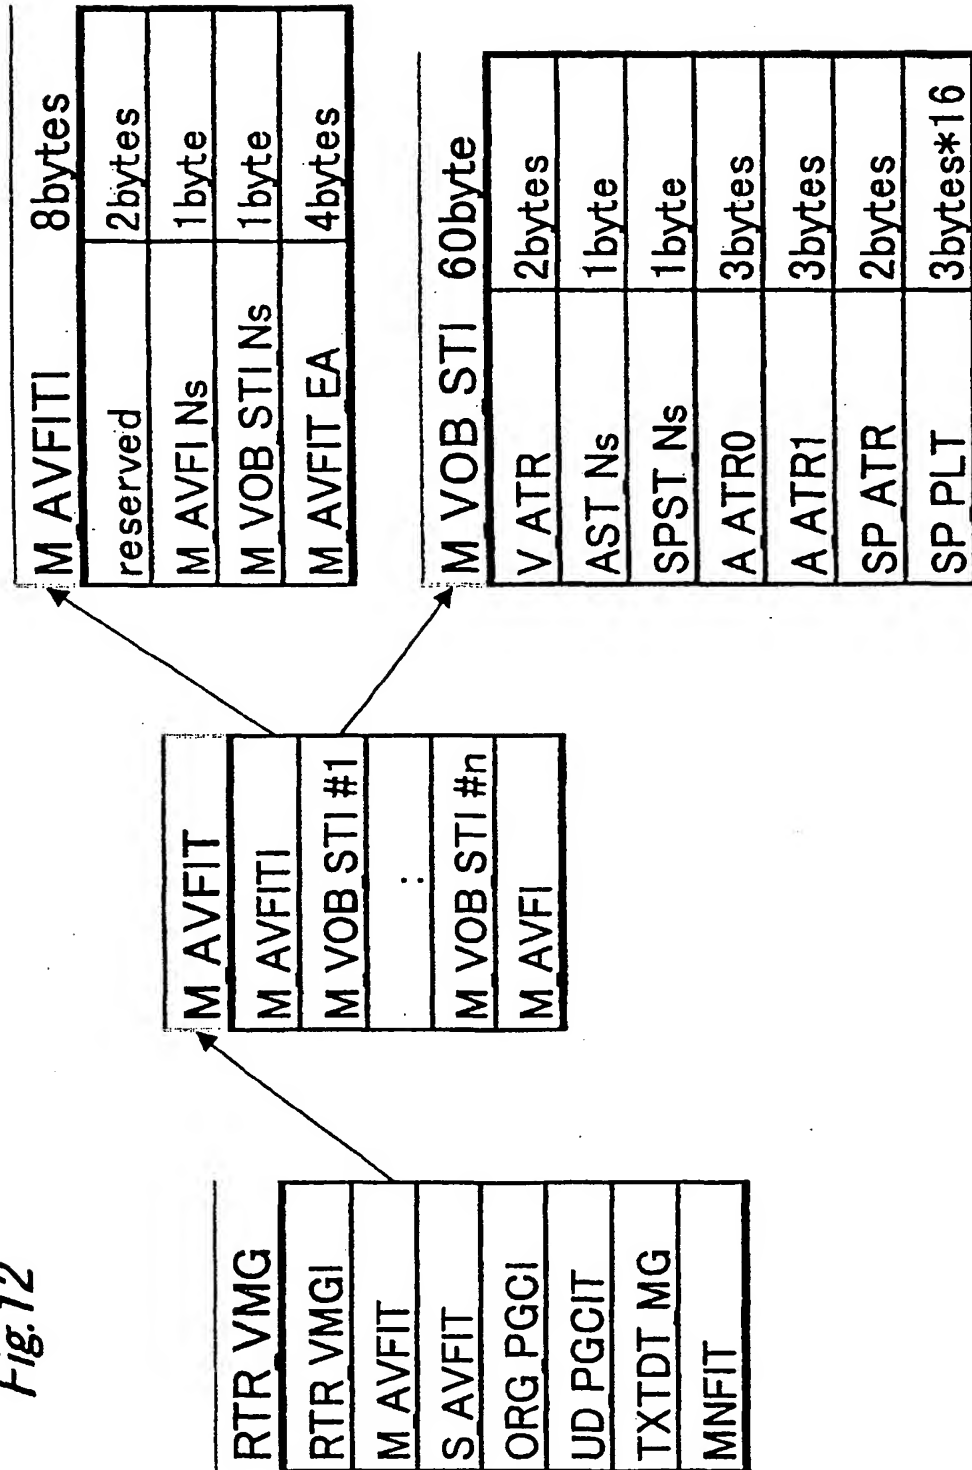 Fig.12
RTR VMG
RTR VMGI
M AVFIT
S AVFIT
ORG PGCI
UD PGCIT
TXTDT MG
MNFIT
M AVFIT
M AVFITI
M VOB STI #1
:
M VOB STI #n
M AVFI
M AVFITI 8bytes
reserved 2bytes
M AVFI Ns 1byte
M VOB STI Ns 1byte
M AVFIT EA 4bytes
M VOB STI 60byte
V ATR 2bytes
AST Ns 1byte
SPST Ns 1byte
A ATR0 3bytes
A ATR1 3bytes
SP ATR 2bytes
SP PLT 3bytes*16